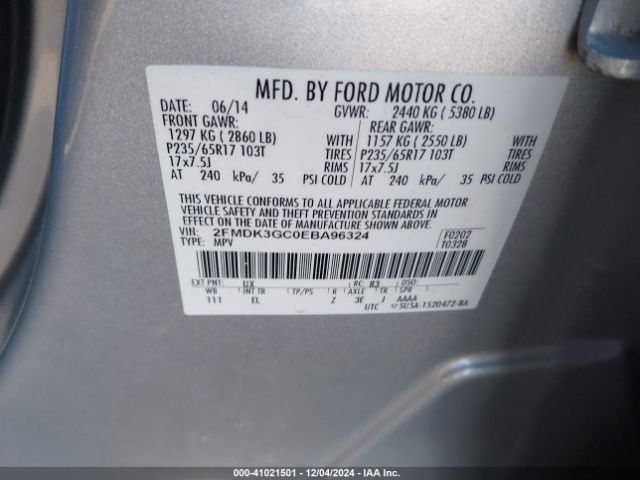 MFD. BY FORD MOTOR CO.
DATE: 06/14 GVWR: 2440 KG ( 5380 LB)
FRONT GAWR: REAR GAWR:
1297 KG ( 2860 LB) WITH 1157 KG ( 2550 LB) WITH
P235/65R17 103T TIRES P235/65R17 103T TIRES
17x7.5J RIMS 17x7.5J RIMS
AT 240 kPa/ 35 PSI COLD AT 240 kPa/ 35 PSI COLD
THIS VEHICLE CONFORMS TO ALL APPLICABLE FEDERAL MOTOR
VEHICLE SAFETY AND THEFT PREVENTION STANDARDS IN
EFFECT ON THE DATE OF MANUFACTURE SHOWN ABOVE.
VIN: 2FMDK3GC0EBA96324 F0202
TYPE: MPV T0328
EXT PNT: UX RC: 83 DSO:
WB INT TR TP/PS R AXLE TR SPR
111 EL Z 3E J AAAA
UTC 5U5A-1520472-BA
000-41021501 - 12/04/2024 - IAA Inc.